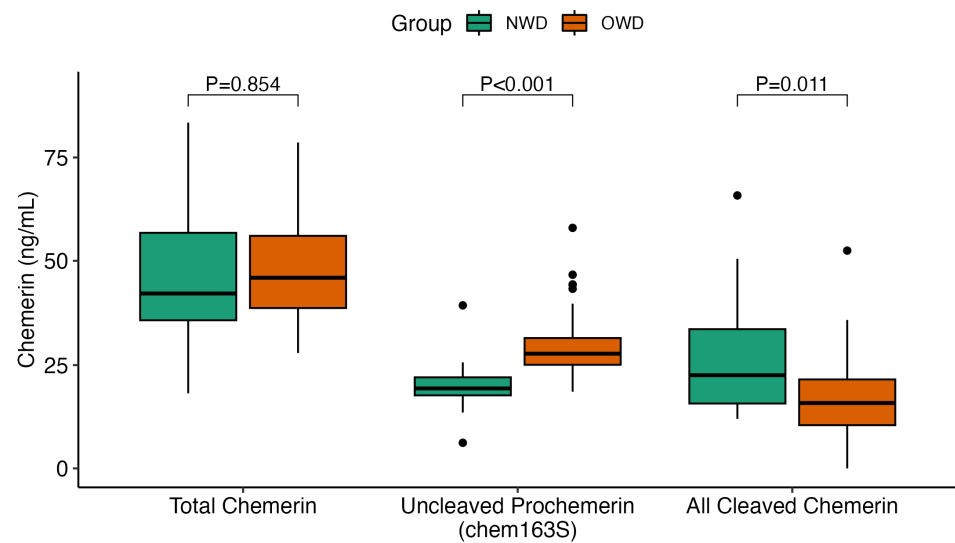 Group NWD OWD
P=0.854 P<0.001 P=0.011
Chemerin (ng/mL)
75
50
25
0
Total Chemerin Uncleaved Prochemerin All Cleaved Chemerin
(chem163S)